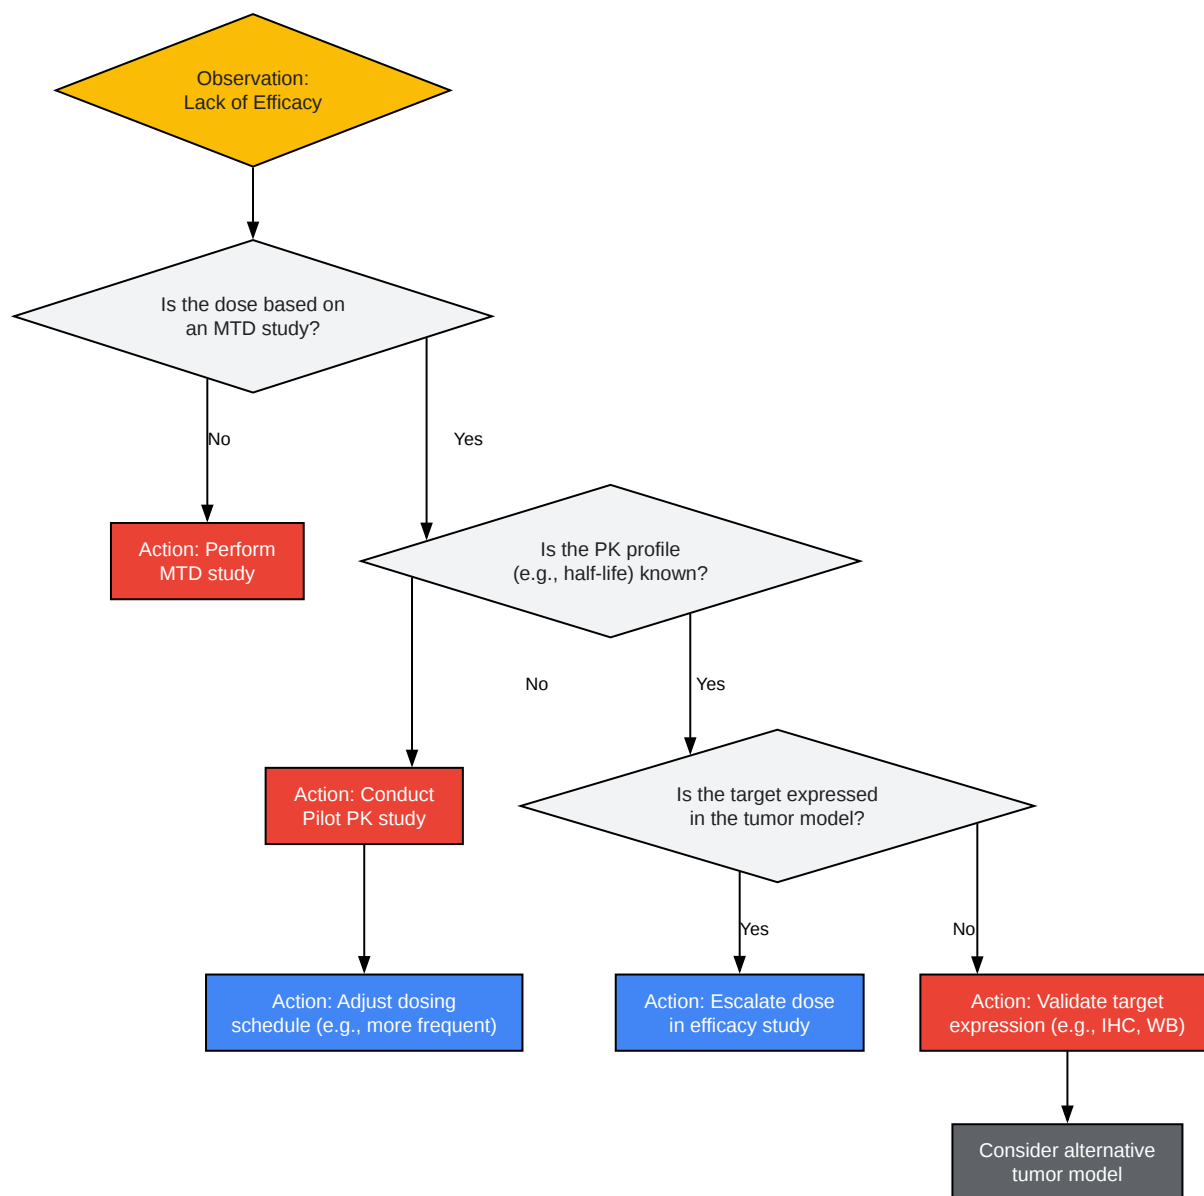 Observation:
Lack of Efficacy
Is the dose based on
an MTD study?
No
Yes
Action: Perform
MTD study
Is the PK profile
(e.g., half-life) known?
No
Yes
Action: Conduct
Pilot PK study
Is the target expressed
in the tumor model?
Yes
No
Action: Adjust dosing
schedule (e.g., more frequent)
Action: Escalate dose
in efficacy study
Action: Validate target
expression (e.g., IHC, WB)
Consider alternative
tumor model